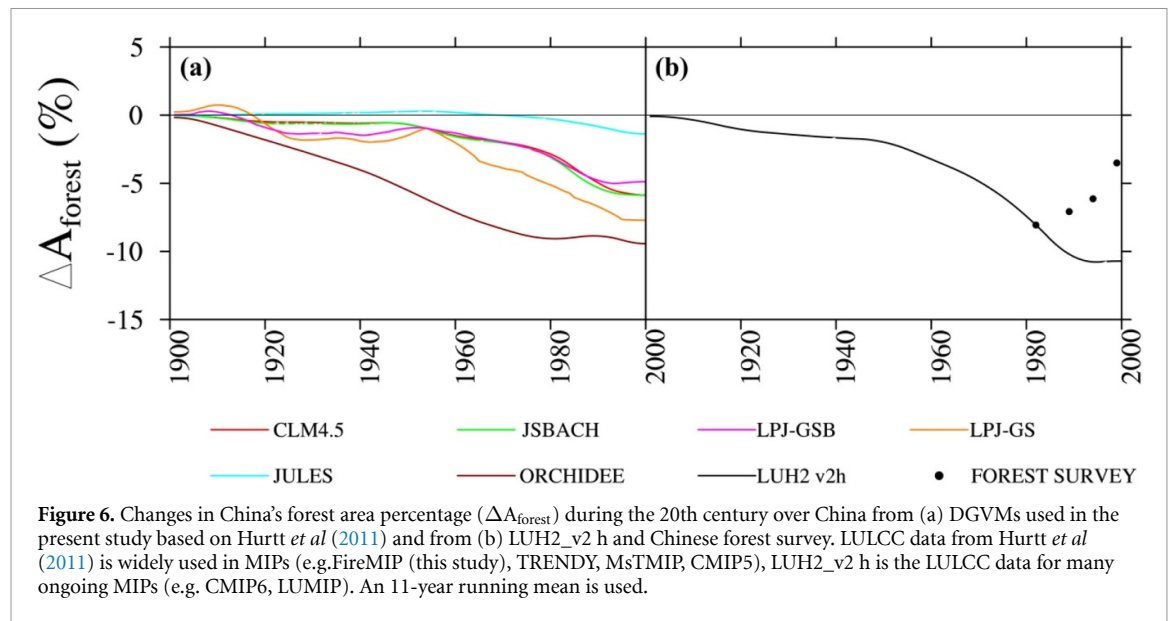 5
0
-5
-10
-15
△A_forest (%)
(a)
(b)
1900
1920
1940
1960
1980
2000
1920
1940
1960
1980
2000
CLM4.5
JSBACH
LPJ-GSB
LPJ-GS
JULES
ORCHIDEE
LUH2 v2h
FOREST SURVEY
Figure 6. Changes in China's forest area percentage (ΔA_forest) during the 20th century over China from (a) DGVMs used in the
present study based on Hurtt et al (2011) and from (b) LUH2_v2 h and Chinese forest survey. LULCC data from Hurtt et al
(2011) is widely used in MIPs (e.g.FireMIP (this study), TRENDY, MsTMIP, CMIP5), LUH2_v2 h is the LULCC data for many
ongoing MIPs (e.g. CMIP6, LUMIP). An 11-year running mean is used.